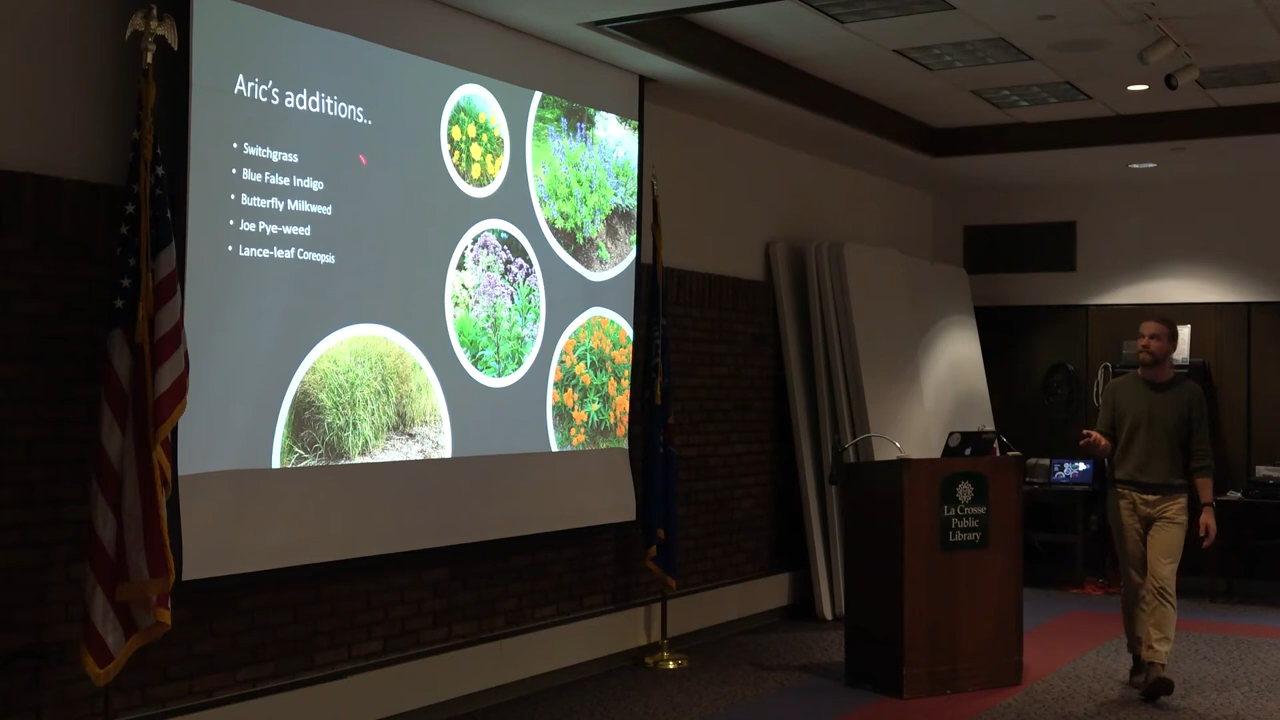 Aric's additions..
• Switchgrass
• Blue False Indigo
• Butterfly Milkweed
• Joe Pye-weed
• Lance-leaf Coreopsis
La Crosse
Public
Library